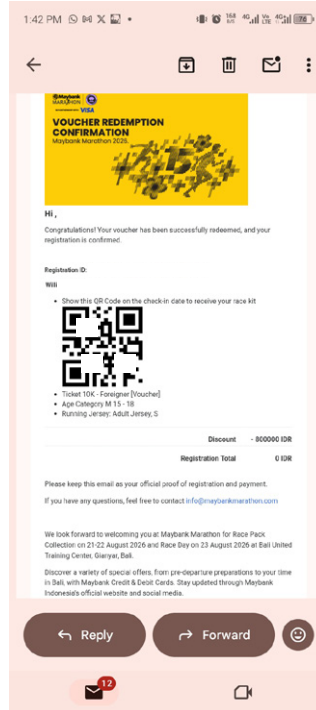 1:42 PM
168
4G
4G
76
Maybank
MARATHON
VISA
VOUCHER REDEMPTION
CONFIRMATION
Maybank Marathon 2025.
Hi ,
Congratulations! Your voucher has been successfully redeemed, and your
registration is confirmed.
Registration ID:
Willi
• Show this QR Code on the check-in date to receive your race kit
• Ticket 10K - Foreigner [Voucher]
• Age Category M 15 - 18
• Running Jersey: Adult Jersey, S
Discount - 800000 IDR
Registration Total 0 IDR
Please keep this email as your official proof of registration and payment.
If you have any questions, feel free to contact info@maybankmarathon.com
We look forward to welcoming you at Maybank Marathon for Race Pack
Collection on 21-22 August 2026 and Race Day on 23 August 2026 at Bali United
Training Center, Gianyar, Bali.
Discover a variety of special offers, from pre-departure preparations to your time
in Bali, with Maybank Credit & Debit Cards. Stay updated through Maybank
Indonesia's official website and social media.
Reply
Forward
12